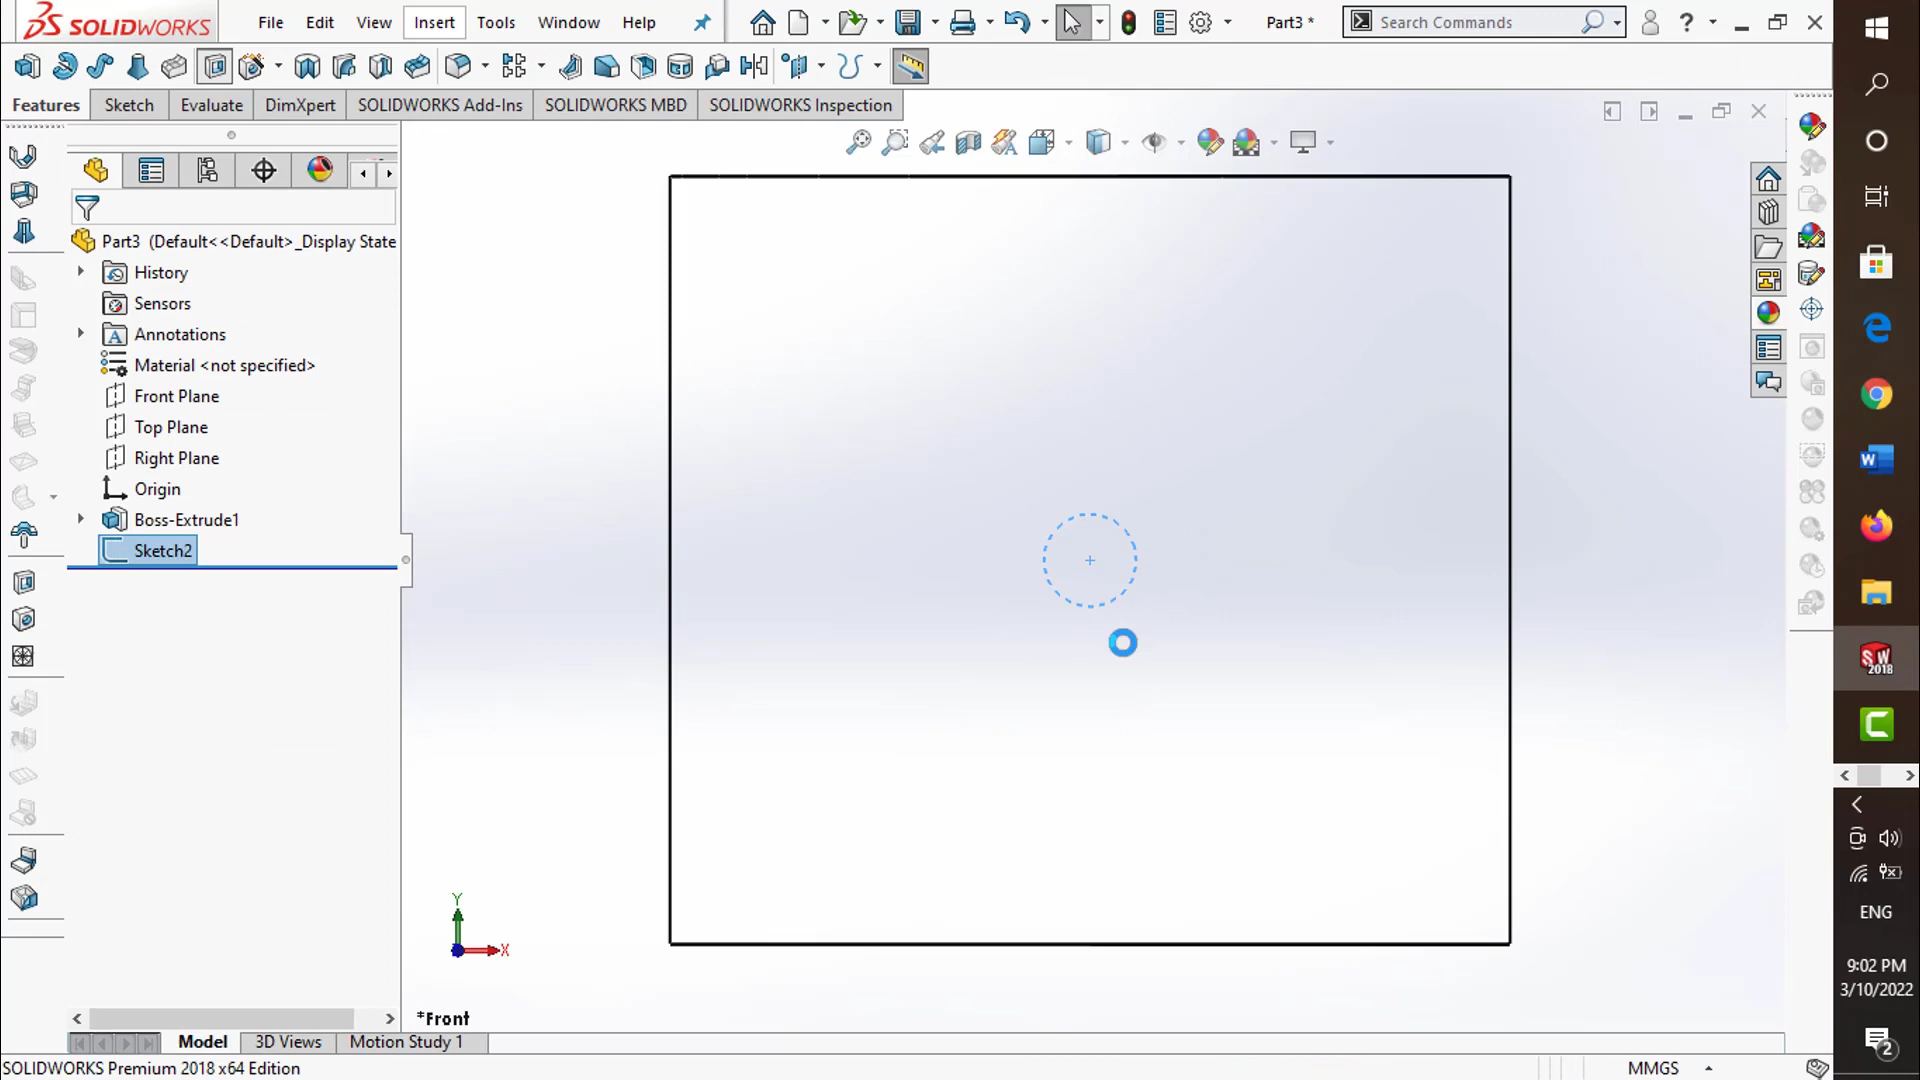 SOLIDWORKS
File Edit View Insert Tools Window Help
Part3 *
Search Commands
Features Sketch Evaluate DimXpert SOLIDWORKS Add-Ins SOLIDWORKS MBD SOLIDWORKS Inspection
Part3 (Default<<Default>_Display State
History
Sensors
Annotations
Material <not specified>
Front Plane
Top Plane
Right Plane
Origin
Boss-Extrude1
Sketch2
Y
X
*Front
Model 3D Views Motion Study 1
SOLIDWORKS Premium 2018 x64 Edition
MMGS
W
SW
2018
ENG
9:02 PM
3/10/2022
2